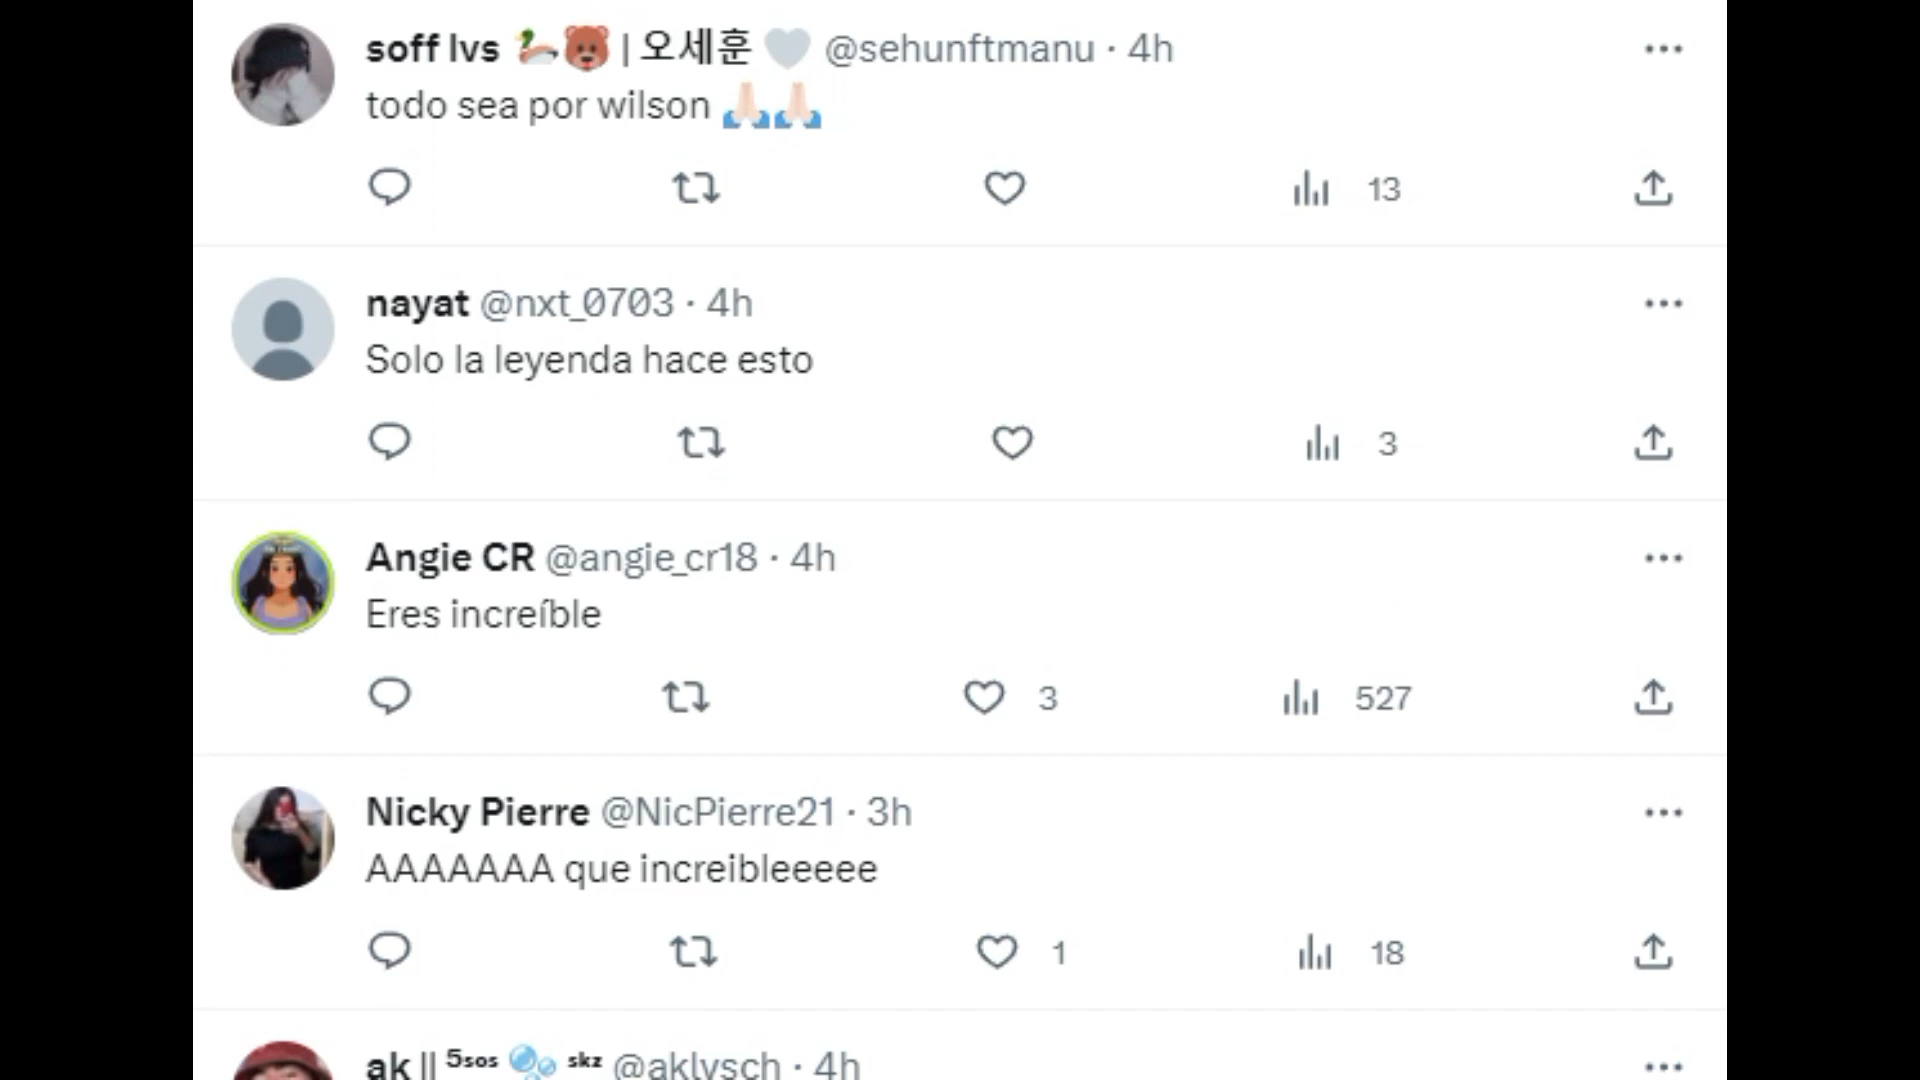 soff lvs 🦆🐻 | 오세훈 🤍 @sehunftmanu · 4h
todo sea por wilson 🙏🏻🙏🏻
13
nayat @nxt_0703 · 4h
Solo la leyenda hace esto
3
Angie CR @angie_cr18 · 4h
Eres increíble
3 527
Nicky Pierre @NicPierre21 · 3h
AAAAAAA que increibleeeee
1 18
ak || ⁵ˢᵒˢ 🫧 ˢᵏᶻ @aklvsch · 4h